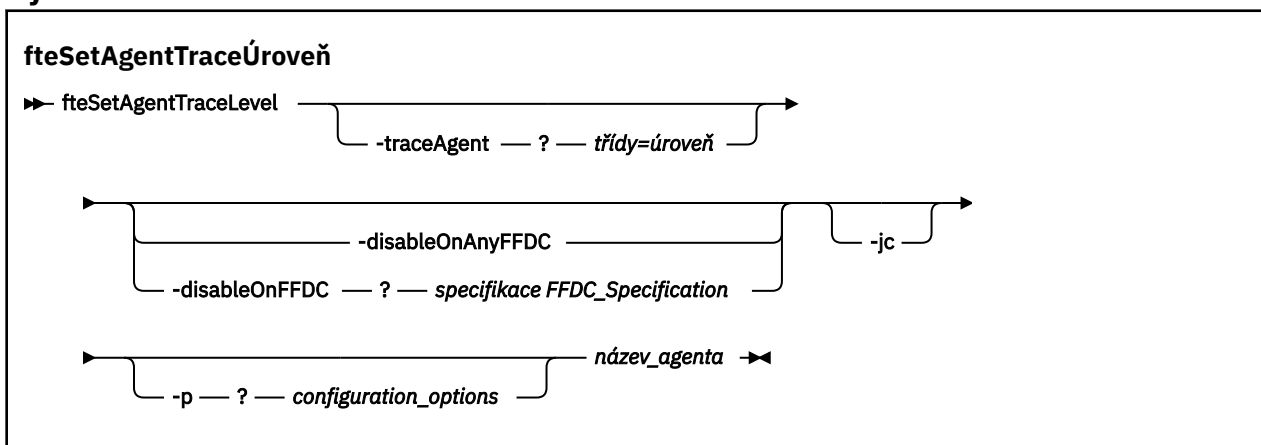 fteSetAgentTraceÚroveň
fteSetAgentTraceLevel
-traceAgent ? třídy=úroveň
-disableOnAnyFFDC
-jc
-disableOnFFDC ? specifikace FFDC_Specification
název_agenta
-p ? configuration_options